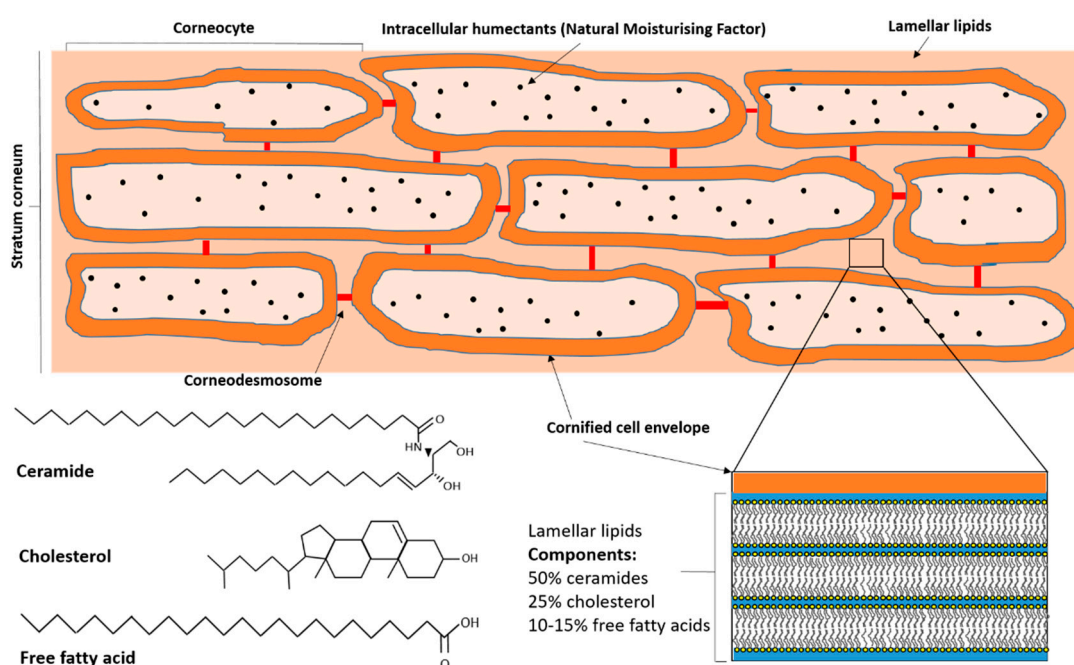 Corneocyte
Intracellular humectants (Natural Moisturising Factor)
Lamellar lipids
Stratum corneum
Corneodesmosome
Cornified cell envelope
O
HN
OH
OH
Ceramide
Cholesterol
OH
OH
O
Free fatty acid
Lamellar lipids
Components:
50% ceramides
25% cholesterol
10-15% free fatty acids